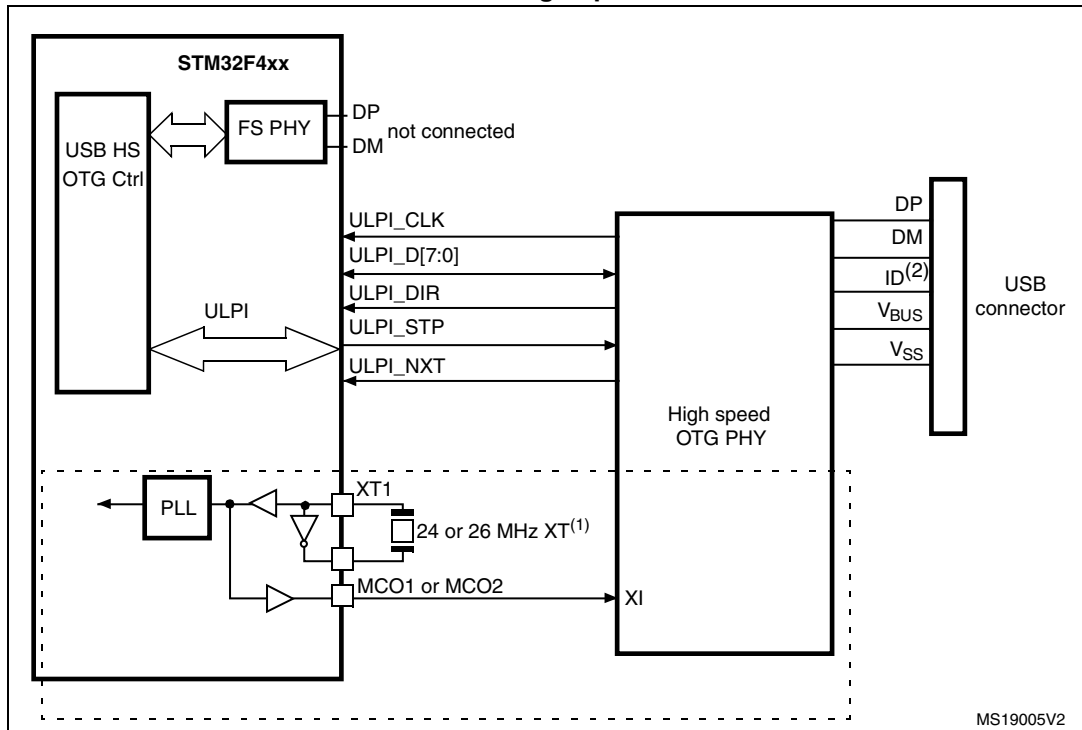 STM32F4xx
FS PHY
DP
DM
not connected
USB HS
OTG Ctrl
ULPI
ULPI_CLK
ULPI_D[7:0]
ULPI_DIR
ULPI_STP
ULPI_NXT
High speed
OTG PHY
DP
DM
ID(2)
VBUS
VSS
USB
connector
PLL
XT1
24 or 26 MHz XT(1)
MCO1 or MCO2
XI
MS19005V2